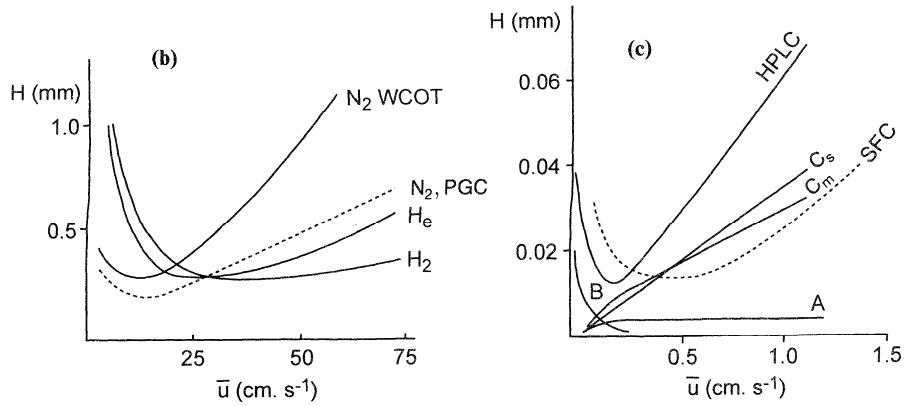 (b)
H (mm)
1.0
0.5
N2 WCOT
N2, PGC
He
H2
25
50
75
u̅ (cm. s-1)
H (mm)
(c)
0.06
0.04
0.02
HPLC
Cs
Cm
SFC
B
A
0.5
1.0
1.5
u̅ (cm. s-1)